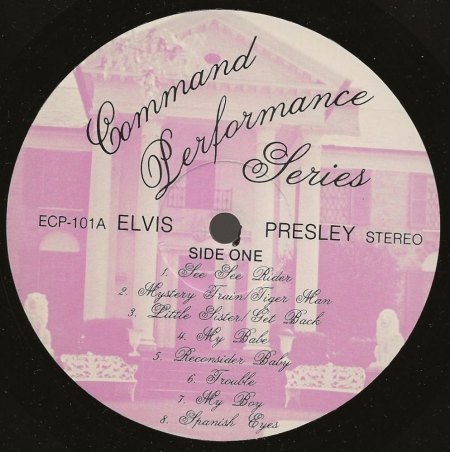 Command
Performance
Series
ECP-101A ELVIS PRESLEY STEREO
SIDE ONE
1. See See Rider
2. Mystery Train/Tiger Man
3. Little Sister/Get Back
4. My Babe
5. Reconsider Baby
6. Trouble
7. My Boy
8. Spanish Eyes